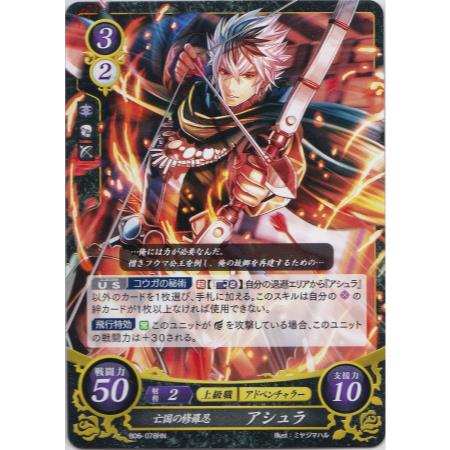 3
2
…俺には力が必要なんだ。
憎きフウマ公王を倒し、俺の故郷を再建するための…
US コウガの秘術 起【2】自分の退避エリアから『アシュラ』
以外のカードを1枚選び、手札に加える。このスキルは自分の
絆カードが1枚以上なければ使用できない。
飛行特効 常 このユニットが を攻撃している場合、このユニット
の戦闘力は+30される。
戦闘力 50
射程 2
上級職 アドベンチャラー
支援力 10
亡国の修羅忍 アシュラ
B06-078HN
Illust:ミヤジマハル